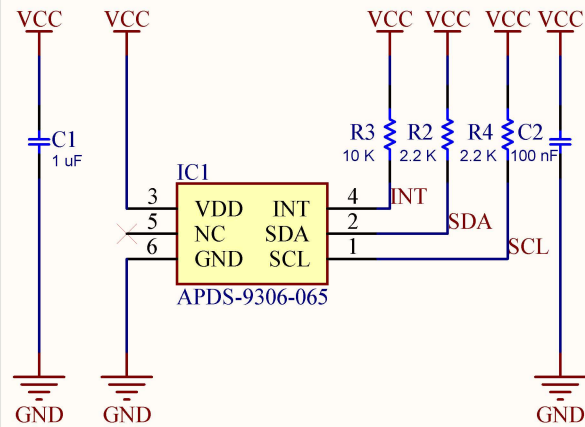 VCC VCC VCC VCC VCC VCC
C1
1 uF
R3 R2 R4 C2
10 K 2.2 K 2.2 K 100 nF
IC1
3 VDD INT 4 INT
5 NC SDA 2 SDA
6 GND SCL 1 SCL
APDS-9306-065
GND GND GND